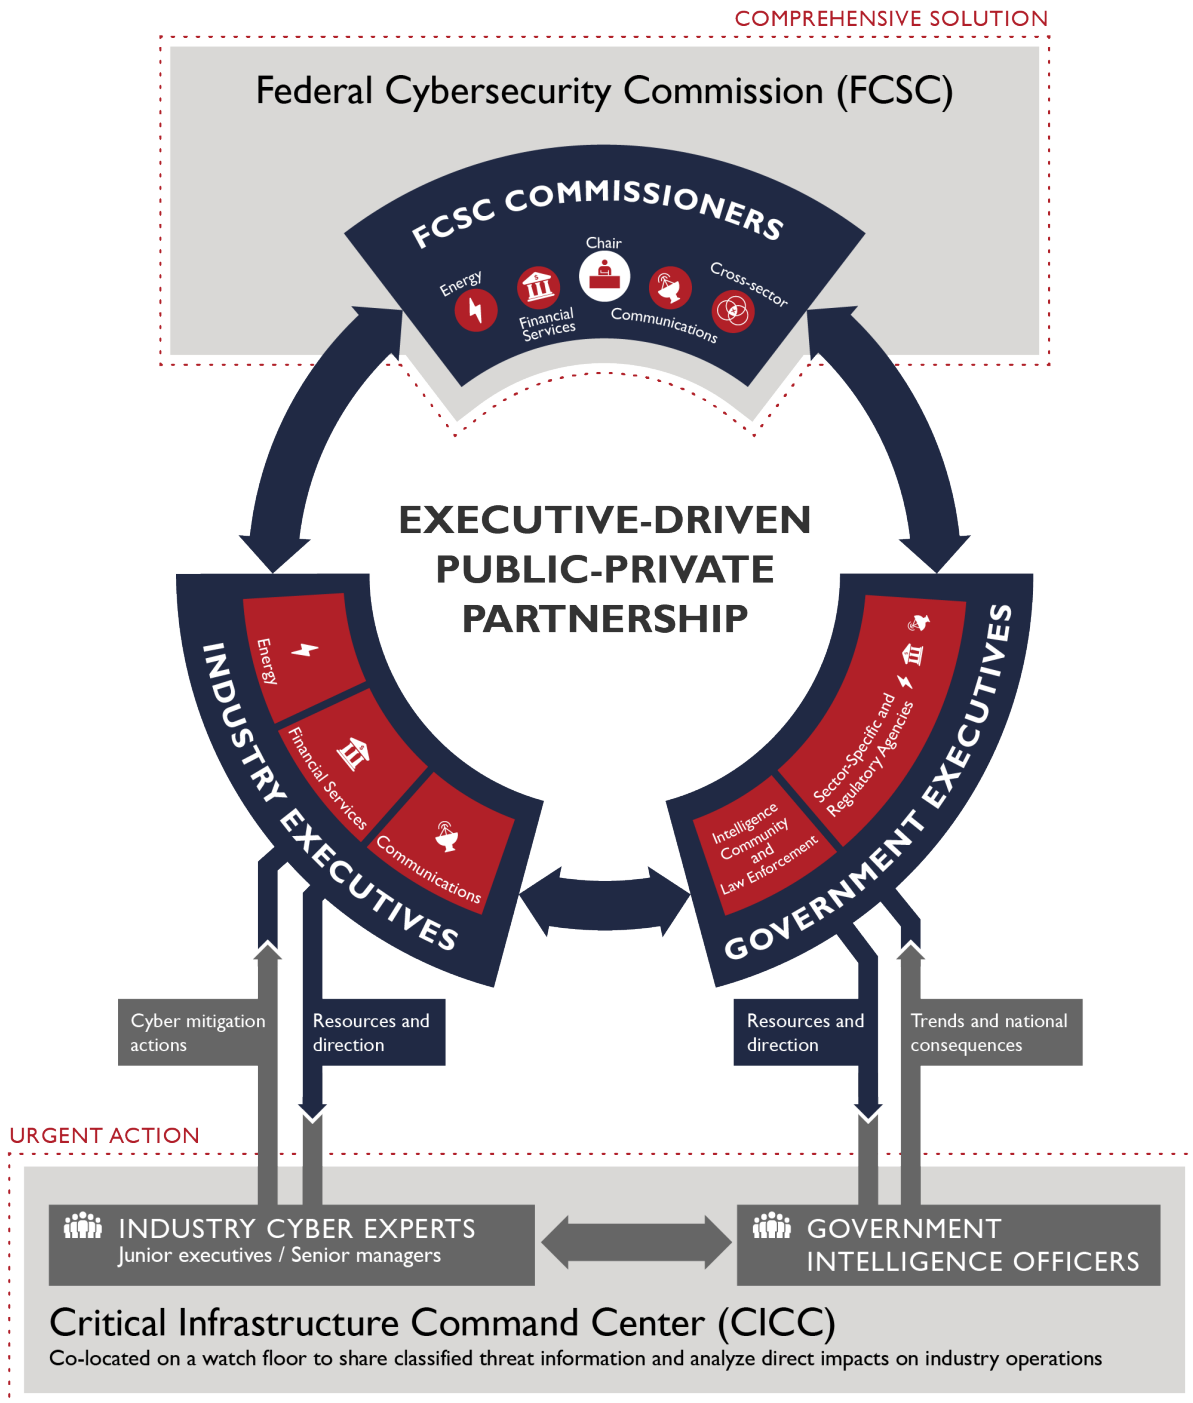 COMPREHENSIVE SOLUTION
Federal Cybersecurity Commission (FCSC)
FCSC COMMISSIONERS
Chair
Energy
Financial
Services
Communications
Cross-sector
EXECUTIVE-DRIVEN
PUBLIC-PRIVATE
PARTNERSHIP
INDUSTRY EXECUTIVES
Energy
Financial Services
Communications
GOVERNMENT EXECUTIVES
Sector-Specific and
Regulatory Agencies
Intelligence
Community
and
Law Enforcement
Cyber mitigation
actions
Resources and
direction
Resources and
direction
Trends and national
consequences
URGENT ACTION
INDUSTRY CYBER EXPERTS
Junior executives / Senior managers
GOVERNMENT
INTELLIGENCE OFFICERS
Critical Infrastructure Command Center (CICC)
Co-located on a watch floor to share classified threat information and analyze direct impacts on industry operations